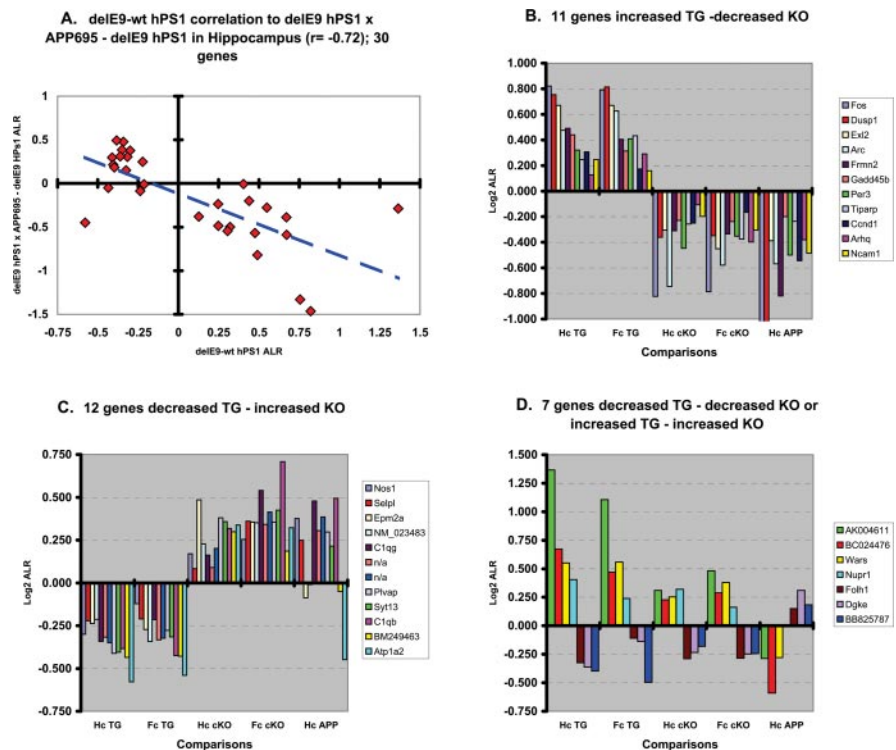 A. delE9-wt hPS1 correlation to delE9 hPS1 x
APP695 - delE9 hPS1 in Hippocampus (r= -0.72); 30
genes
delE9 hPS1 x APP695 - delE9 HPs1 ALR
1
0.5
0
-0.5
-1
-1.5
-0.75 -0.5 -0.25 0 0.25 0.5 0.75 1 1.25 1.5
delE9-wt hPS1 ALR
B. 11 genes increased TG -decreased KO
Log2 ALR
1.000
0.800
0.600
0.400
0.200
0.000
-0.200
-0.400
-0.600
-0.800
-1.000
Hc TG Fc TG Hc cKO Fc cKO Hc APP
Comparisons
Fos
Dusp1
Exl2
Arc
Frmn2
Gadd45b
Per3
Tiparp
Ccnd1
Arhq
Ncam1
C. 12 genes decreased TG - increased KO
Log2 ALR
0.750
0.500
0.250
0.000
-0.250
-0.500
-0.750
Hc TG Fc TG Hc cKO Fc cKO Hc APP
Comparisons
Nos1
Selpl
Epm2a
NM_023483
C1qg
n/a
n/a
Plvap
Syt13
C1qb
BM249463
Atp1a2
D. 7 genes decreased TG - decreased KO or
increased TG - increased KO
Log2 ALR
1.500
1.250
1.000
0.750
0.500
0.250
0.000
-0.250
-0.500
-0.750
Hc TG Fc TG Hc cKO Fc cKO Hc APP
Comparisons
AK004611
BC024476
Wars
Nupr1
Folh1
Dgke
BB825787